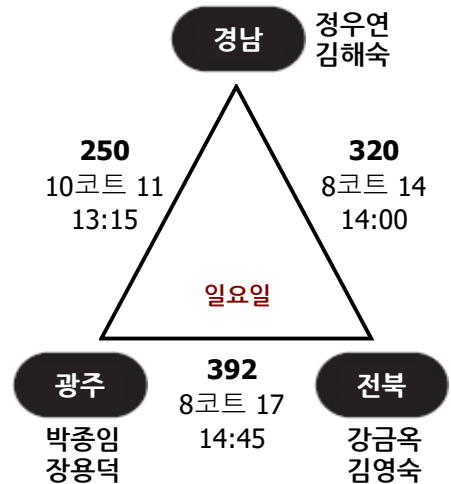 경남
정우연
김해숙
250
10코트 11
13:15
320
8코트 14
14:00
일요일
광주
박종임
장용덕
392
8코트 17
14:45
전북
강금옥
김영숙